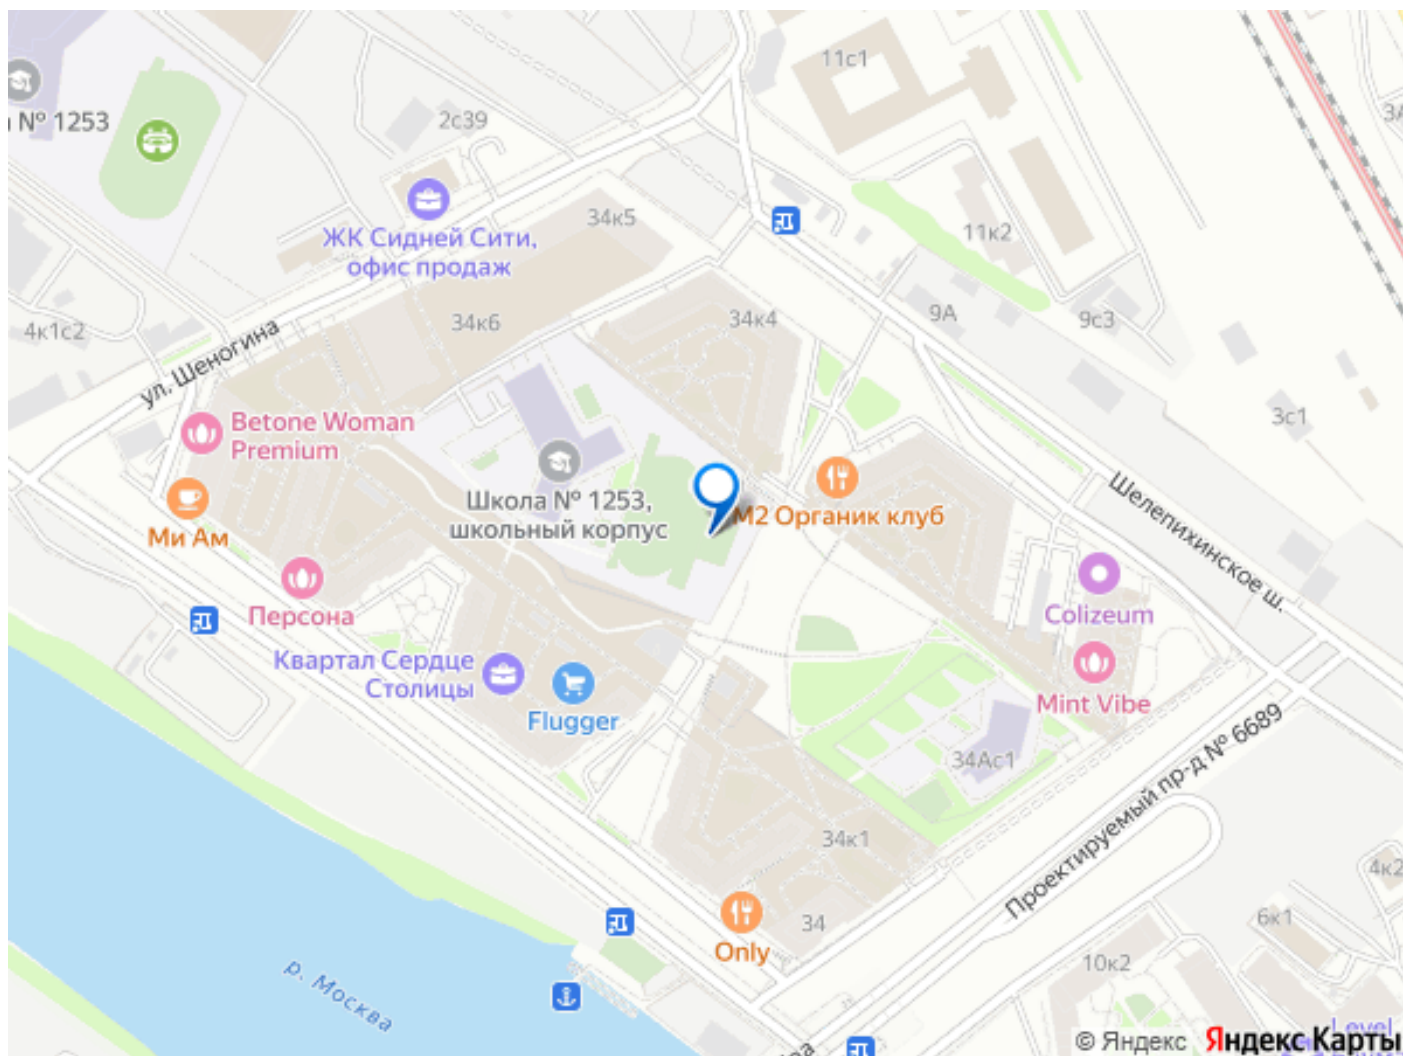 11с1
3А
№ 1253
2с39
34к5
11к2
ЖК Сидней Сити,
офис продаж
9А
9с3
4к1с2
34к6
34к4
ул. Шеногина
3с1
Betone Woman
Premium
Школа № 1253,
школьный корпус
М2 Органик клуб
Шелепихинское ш.
Ми Ам
Персона
Colizeum
Квартал Сердце
Столицы
Flugger
Mint Vibe
34Ас1
Проектируемый пр-д № 6689
34к1
4к2
6к1
34
Only
10к2
р. Москва
Level
© Яндекс Яндекс Карты